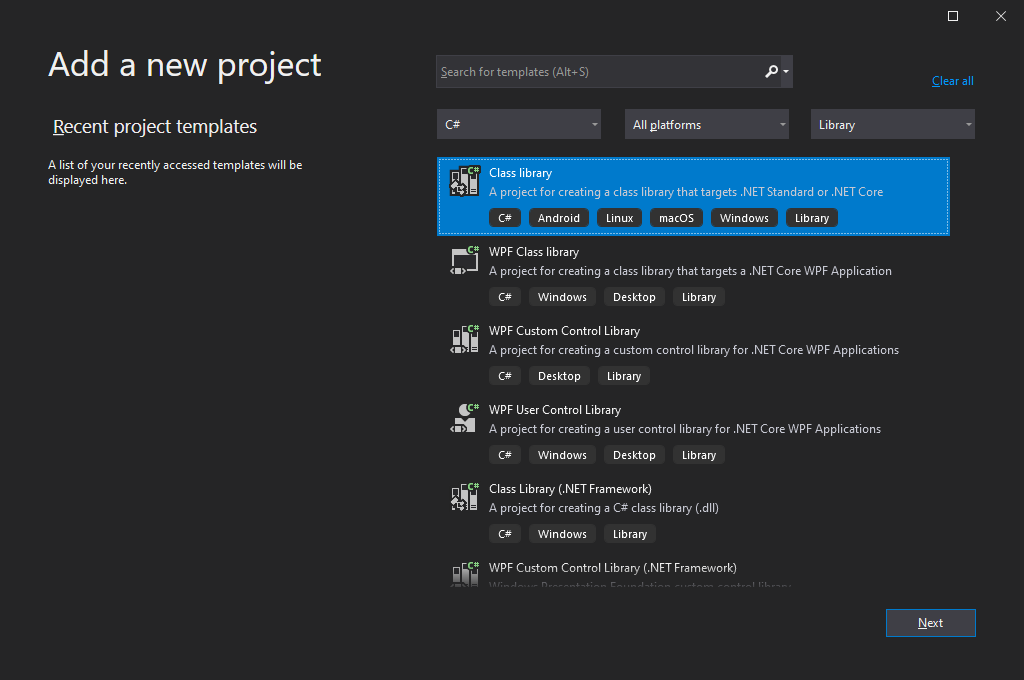 Add a new project
Search for templates (Alt+S)
Clear all
Recent project templates
A list of your recently accessed templates will be
displayed here.
C# All platforms Library
C#
Class library
A project for creating a class library that targets .NET Standard or .NET Core
C# Android Linux macOS Windows Library
C#
WPF Class library
A project for creating a class library that targets a .NET Core WPF Application
C# Windows Desktop Library
C#
WPF Custom Control Library
A project for creating a custom control library for .NET Core WPF Applications
C# Desktop Library
C#
WPF User Control Library
A project for creating a user control library for .NET Core WPF Applications
C# Windows Desktop Library
C#
Class Library (.NET Framework)
A project for creating a C# class library (.dll)
C# Windows Library
C#
WPF Custom Control Library (.NET Framework)
Windows Presentation Foundation custom control library
Next